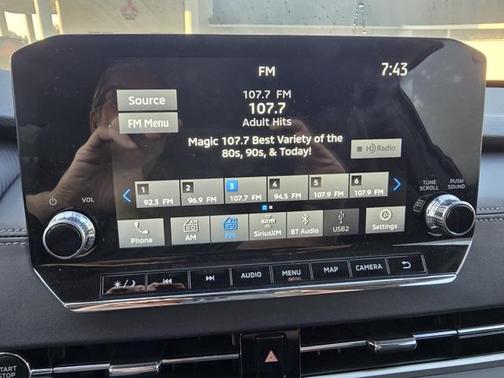 FM
7:43
Source
107.7 FM
107.7
Adult Hits
FM Menu
Magic 107.7 Best Variety of the
80s, 90s, & Today!
HD Radio
TUNE SCROLL
PUSH SOUND
VOL
1 2 3 4 5 6
92.3 FM 96.9 FM 107.7 FM 94.5 FM 107.9 FM 107.9 FM
Phone AM FM SiriusXM BT Audio USB2 Settings
AUDIO MENU MAP CAMERA
START
STOP